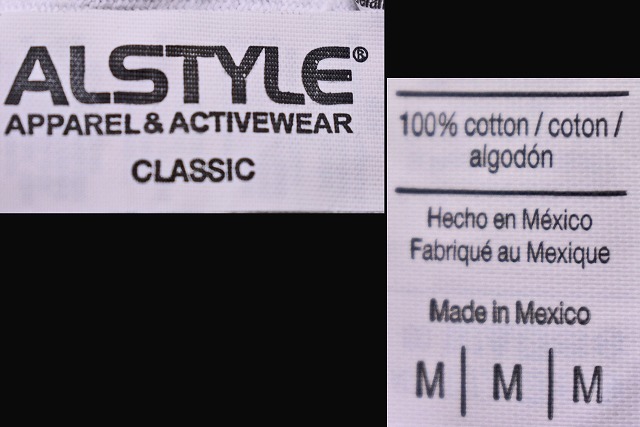 ALSTYLE®
APPAREL & ACTIVEWEAR
CLASSIC
100% cotton / coton /
algodón
Hecho en México
Fabriqué au Mexique
Made in Mexico
M | M | M